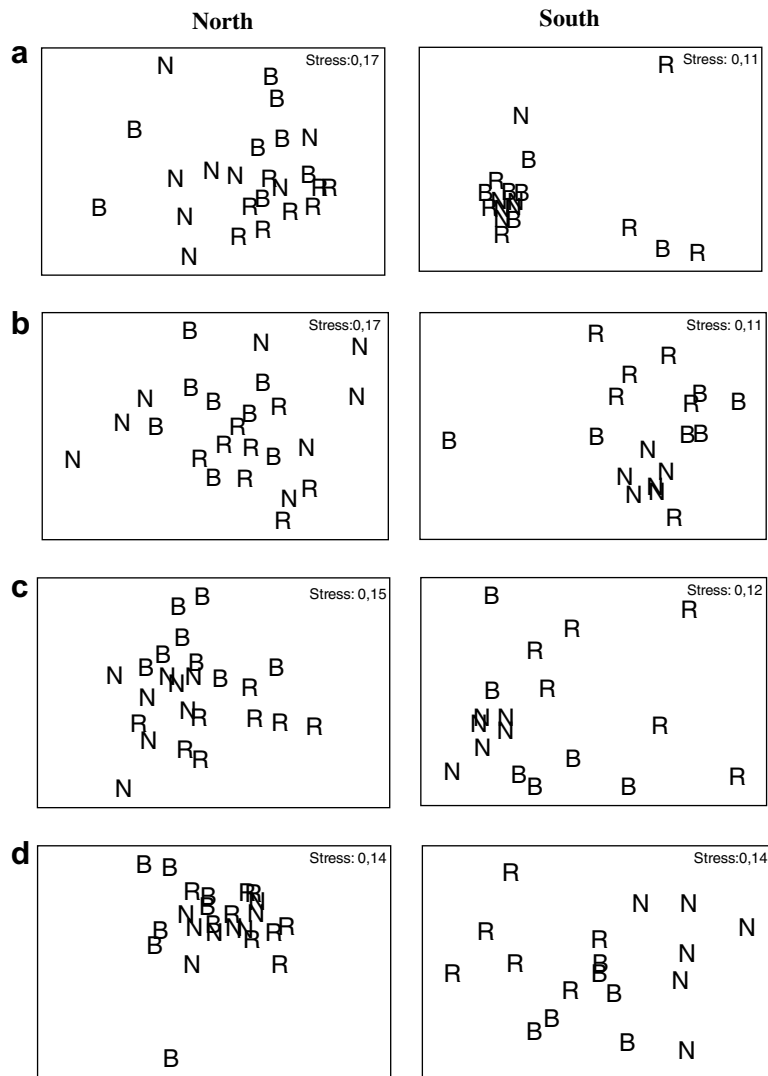 North South
a
Stress:0,17
N B
B
B B N
B
N N N R B
N R R
B B R R R
N
R R
N
Stress: 0,11
R
N
B
R
B B B
R N N N
N B
R
R
B R
b
Stress:0,17
B N N
B B N
N B
B R
N B R
R R N
N R B
B R
N R
R
Stress: 0,11
R
R
R
R R B B
B B B B
N
N N
N N N
R
c
Stress: 0,15
B B
B
B B
B B
N N N B R
N
N N
R R R R R
N R
R
N
Stress: 0,12
B R
R
R
B R
N N
N N R
N
N B B R
B B
d
Stress: 0,14
B B
R B R R
B N
N R N
B N B N N R R
B N R
N R
B
Stress:0,14
R
N N
N
R R
R B N
R B N
R B
B B
B N